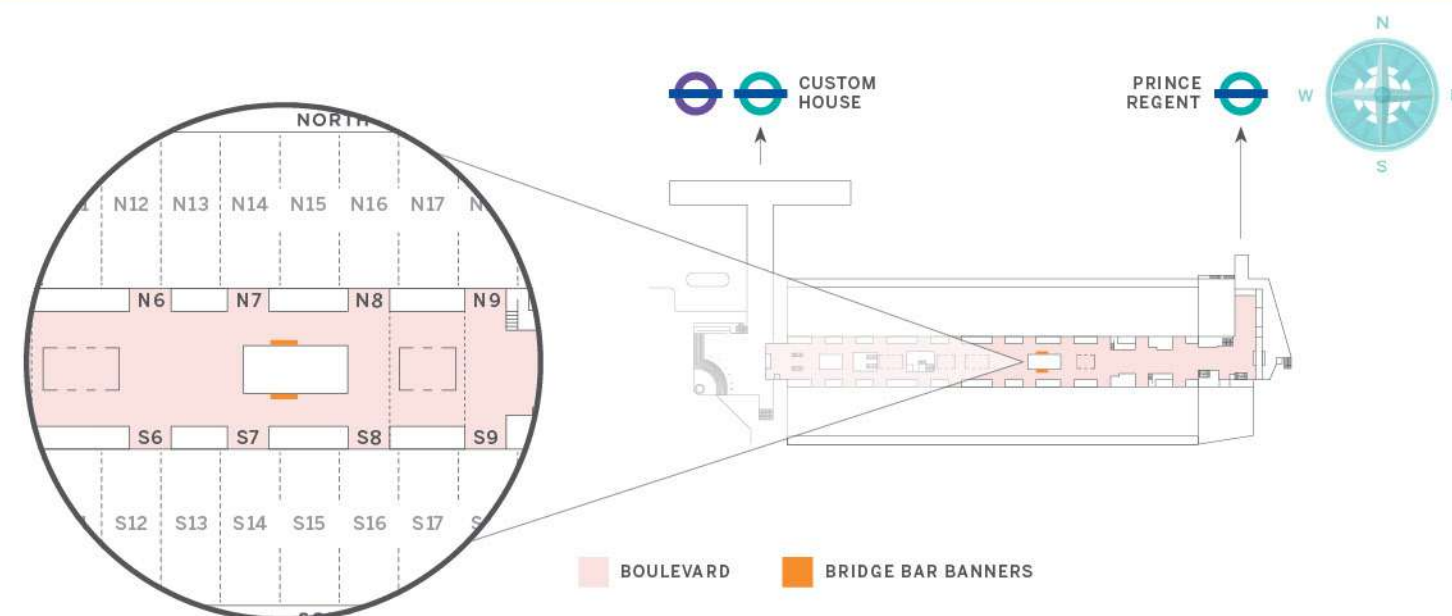 N
CUSTOM
HOUSE
PRINCE
REGENT
W
S
NORTH
N12 N13 N14 N15 N16 N17
N6 N7 N8 N9
S6 S7 S8 S9
S12 S13 S14 S15 S16 S17
BOULEVARD
BRIDGE BAR BANNERS